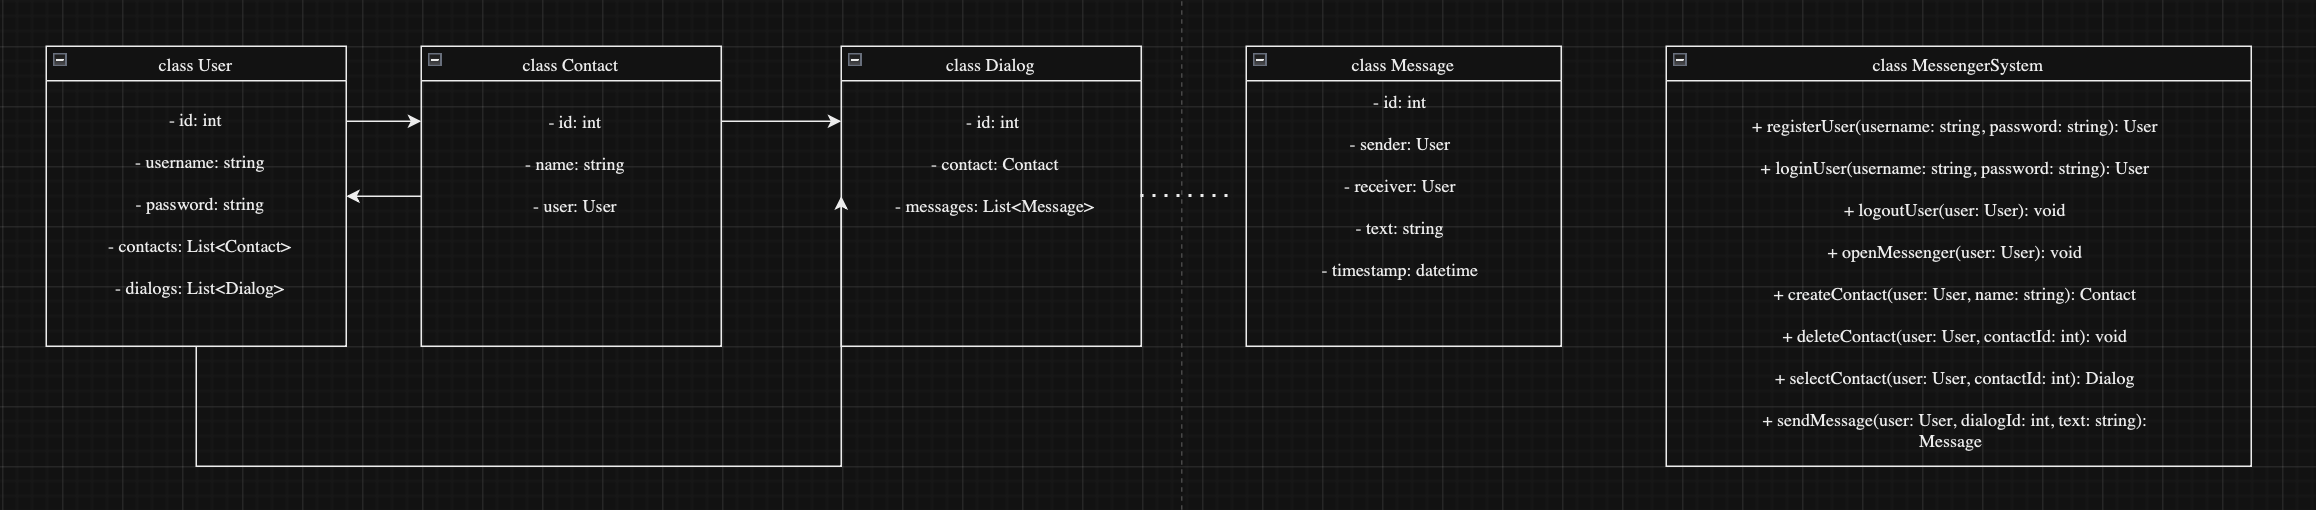 class User
- id: int
- username: string
- password: string
- contacts: List<Contact>
- dialogs: List<Dialog>
class Contact
- id: int
- name: string
- user: User
class Dialog
- id: int
- contact: Contact
- messages: List<Message>
class Message
- id: int
- sender: User
- receiver: User
- text: string
- timestamp: datetime
class MessengerSystem
+ registerUser(username: string, password: string): User
+ loginUser(username: string, password: string): User
+ logoutUser(user: User): void
+ openMessenger(user: User): void
+ createContact(user: User, name: string): Contact
+ deleteContact(user: User, contactId: int): void
+ selectContact(user: User, contactId: int): Dialog
+ sendMessage(user: User, dialogId: int, text: string):
Message